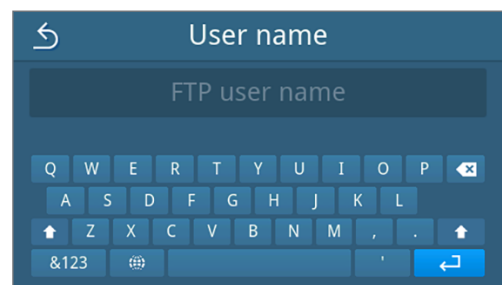 User name
FTP user name
Q W E R T Y U I O P
A S D F G H J K L
Z X C V B N M , .
&123 '